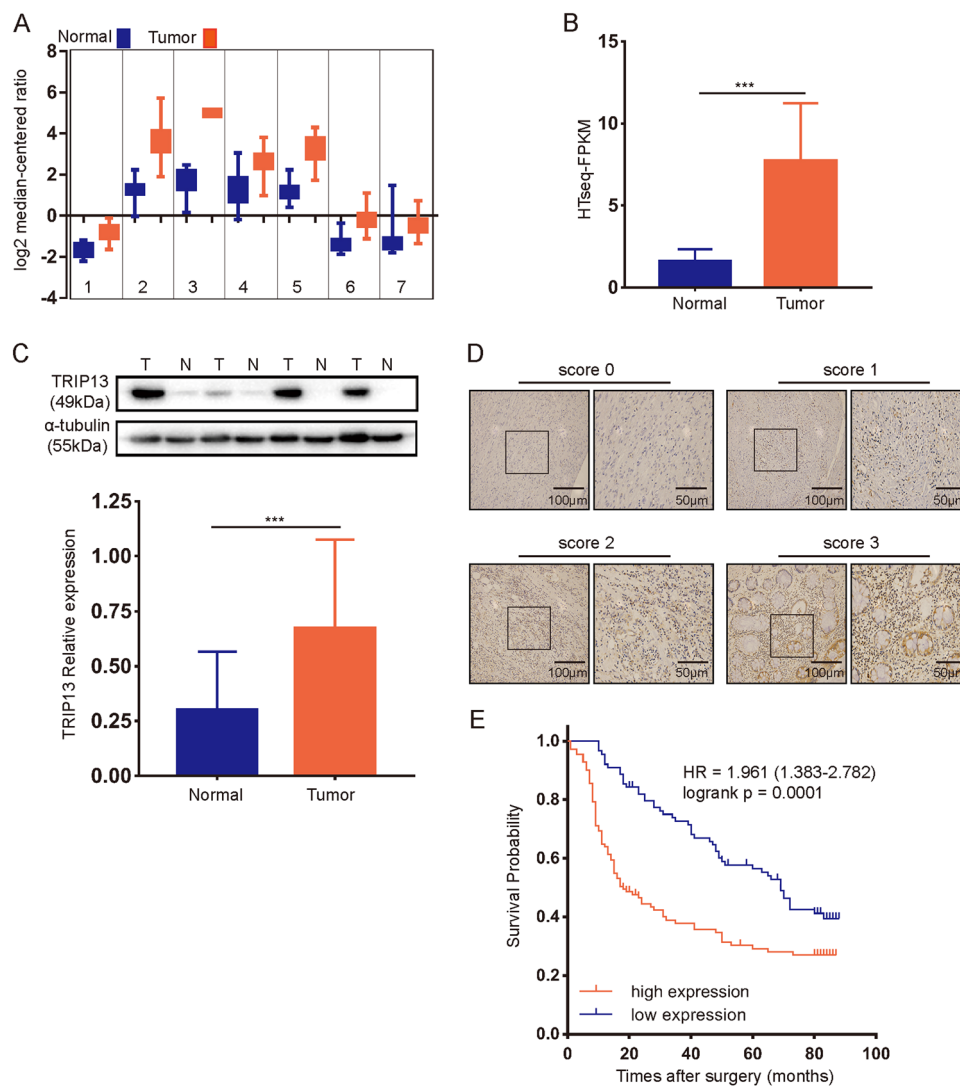 A
Normal Tumor
log2 median-centered ratio
8
6
4
2
0
-2
-4
1 2 3 4 5 6 7
B
HTseq-FPKM
15
10
5
0
***
Normal Tumor
C
T N T N T N T N
TRIP13
(49kDa)
α-tubulin
(55kDa)
TRIP13 Relative expression
1.25
1.00
0.75
0.50
0.25
0.00
***
Normal Tumor
D
score 0 score 1
100μm 50μm 100μm 50μm
score 2 score 3
100μm 50μm 100μm 50μm
E
Survival Probability
1.0
0.8
0.6
0.4
0.2
0.0
HR = 1.961 (1.383-2.782)
logrank p = 0.0001
high expression
low expression
0 20 40 60 80 100
Times after surgery (months)